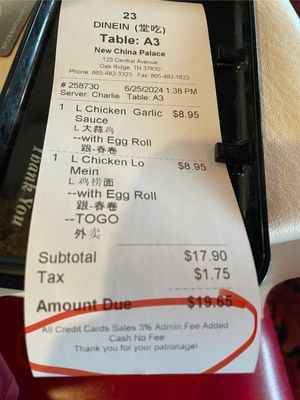 23
DINEIN (堂吃)
Table: A3
New China Palace
123 Central Avenue
Oak Ridge, TN 37830
Phone: 865-482-3323 Fax 865-482-1623
# 258730 6/25/2024 1:38 PM
Server: Charlie Table: A3
1 L Chicken Garlic Sauce $8.95
L 大蒜鸡
--with Egg Roll
跟-春卷
1 L Chicken Lo Mein $8.95
L 鸡捞面
--with Egg Roll
跟-春卷
--TOGO
外卖
Subtotal $17.90
Tax $1.75
Amount Due $19.65
All Credit Cards Sales 3% Admin Fee Added
Cash No Fee
Thank you for your patronage!
Thank You